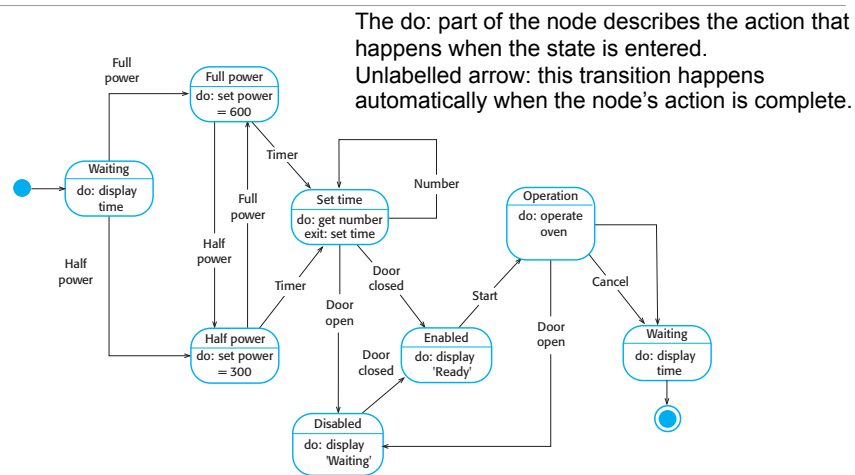 The do: part of the node describes the action that
happens when the state is entered.
Unlabelled arrow: this transition happens
automatically when the node's action is complete.
Full
power
Full power
do: set power
= 600
Timer
Waiting
do: display
time
Full
power
Half
power
Half
power
Number
Set time
do: get number
exit: set time
Operation
do: operate
oven
Timer
Door
open
Door
closed
Start
Cancel
Door
open
Half power
do: set power
= 300
Door
closed
Enabled
do: display
'Ready'
Waiting
do: display
time
Disabled
do: display
'Waiting'